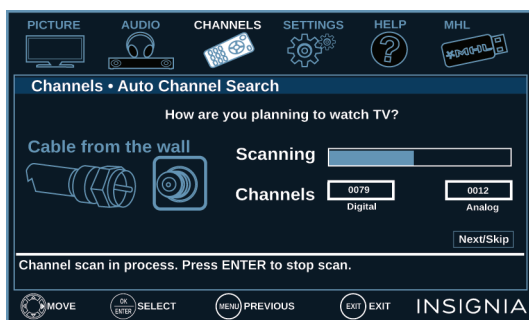 PICTURE AUDIO CHANNELS SETTINGS HELP MHL
MHL
Channels • Auto Channel Search
How are you planning to watch TV?
Cable from the wall
Scanning
Channels 0079 0012
Digital Analog
Next/Skip
Channel scan in process. Press ENTER to stop scan.
MOVE OK ENTER SELECT MENU PREVIOUS EXIT EXIT INSIGNIA